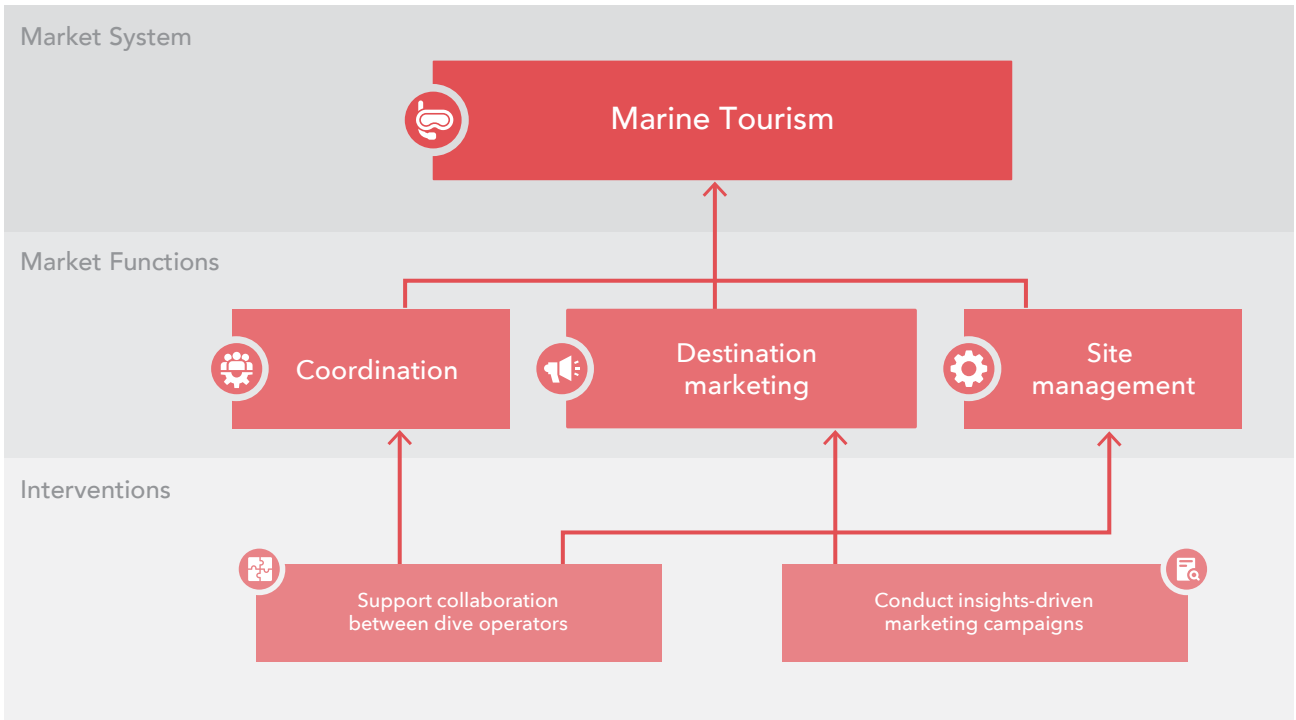 Market System
Marine Tourism
Market Functions
Coordination
Destination
marketing
Site
management
Interventions
Support collaboration
between dive operators
Conduct insights-driven
marketing campaigns